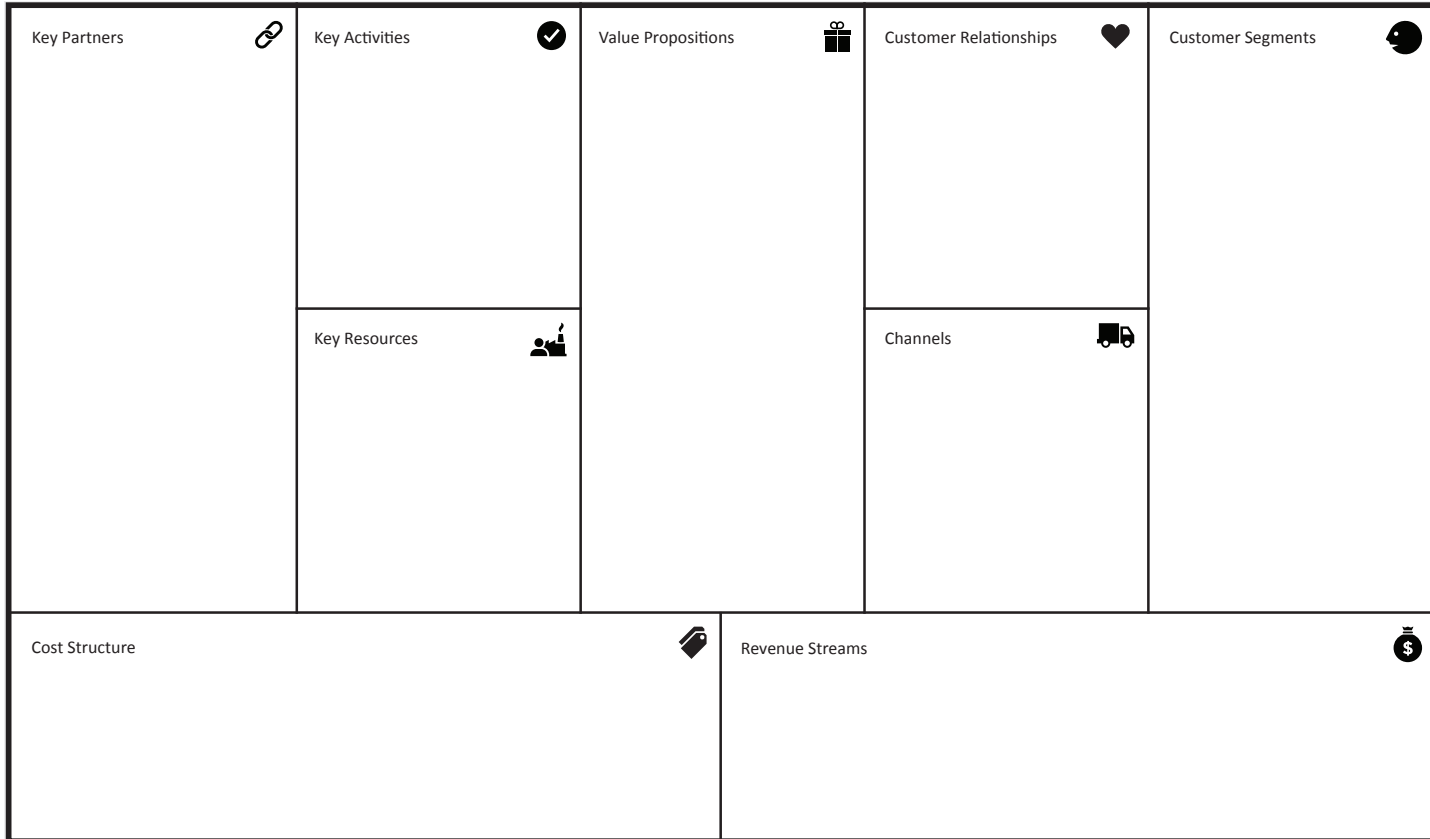 Key Partners
Key Activities
Value Propositions
Customer Relationships
Customer Segments
Key Resources
Channels
Cost Structure
Revenue Streams
$